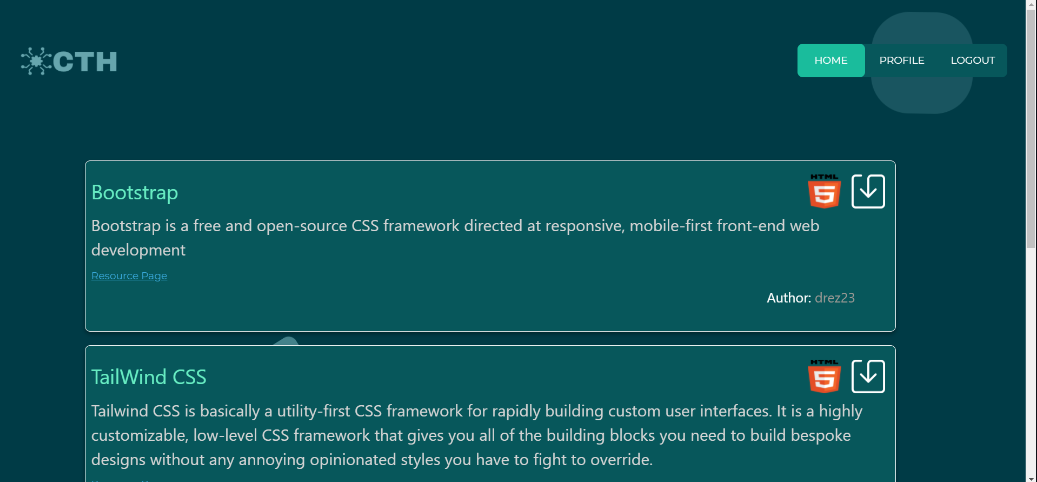 CTH
HOME PROFILE LOGOUT
Bootstrap
HTML
5
Bootstrap is a free and open-source CSS framework directed at responsive, mobile-first front-end web
development
Resource Page
Author: drez23
TailWind CSS
HTML
5
Tailwind CSS is basically a utility-first CSS framework for rapidly building custom user interfaces. It is a highly
customizable, low-level CSS framework that gives you all of the building blocks you need to build bespoke
designs without any annoying opinionated styles you have to fight to override.